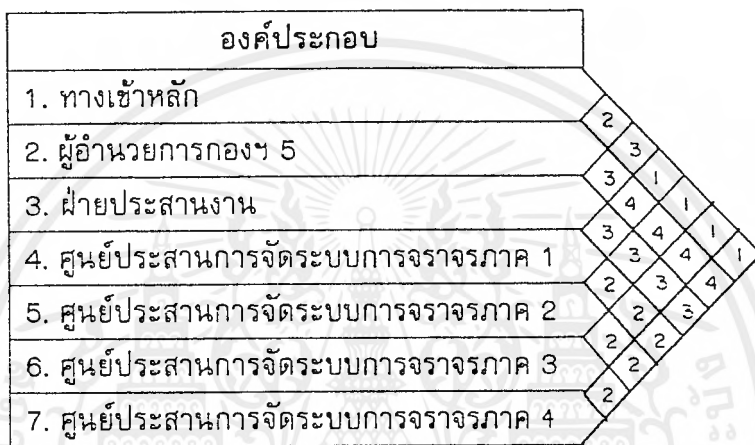 องค์ประกอบ
1. ทางเข้าหลัก
2
3
2. ผู้อำนวยการกองฯ 5
3 1
4 1
3. ฝ่ายประสานงาน
3 4 1
4. ศูนย์ประสานการจัดระบบการจราจรภาค 1
3 4 1
2 3 4
5. ศูนย์ประสานการจัดระบบการจราจรภาค 2
2 3
2 2
6. ศูนย์ประสานการจัดระบบการจราจรภาค 3
2
2
7. ศูนย์ประสานการจัดระบบการจราจรภาค 4